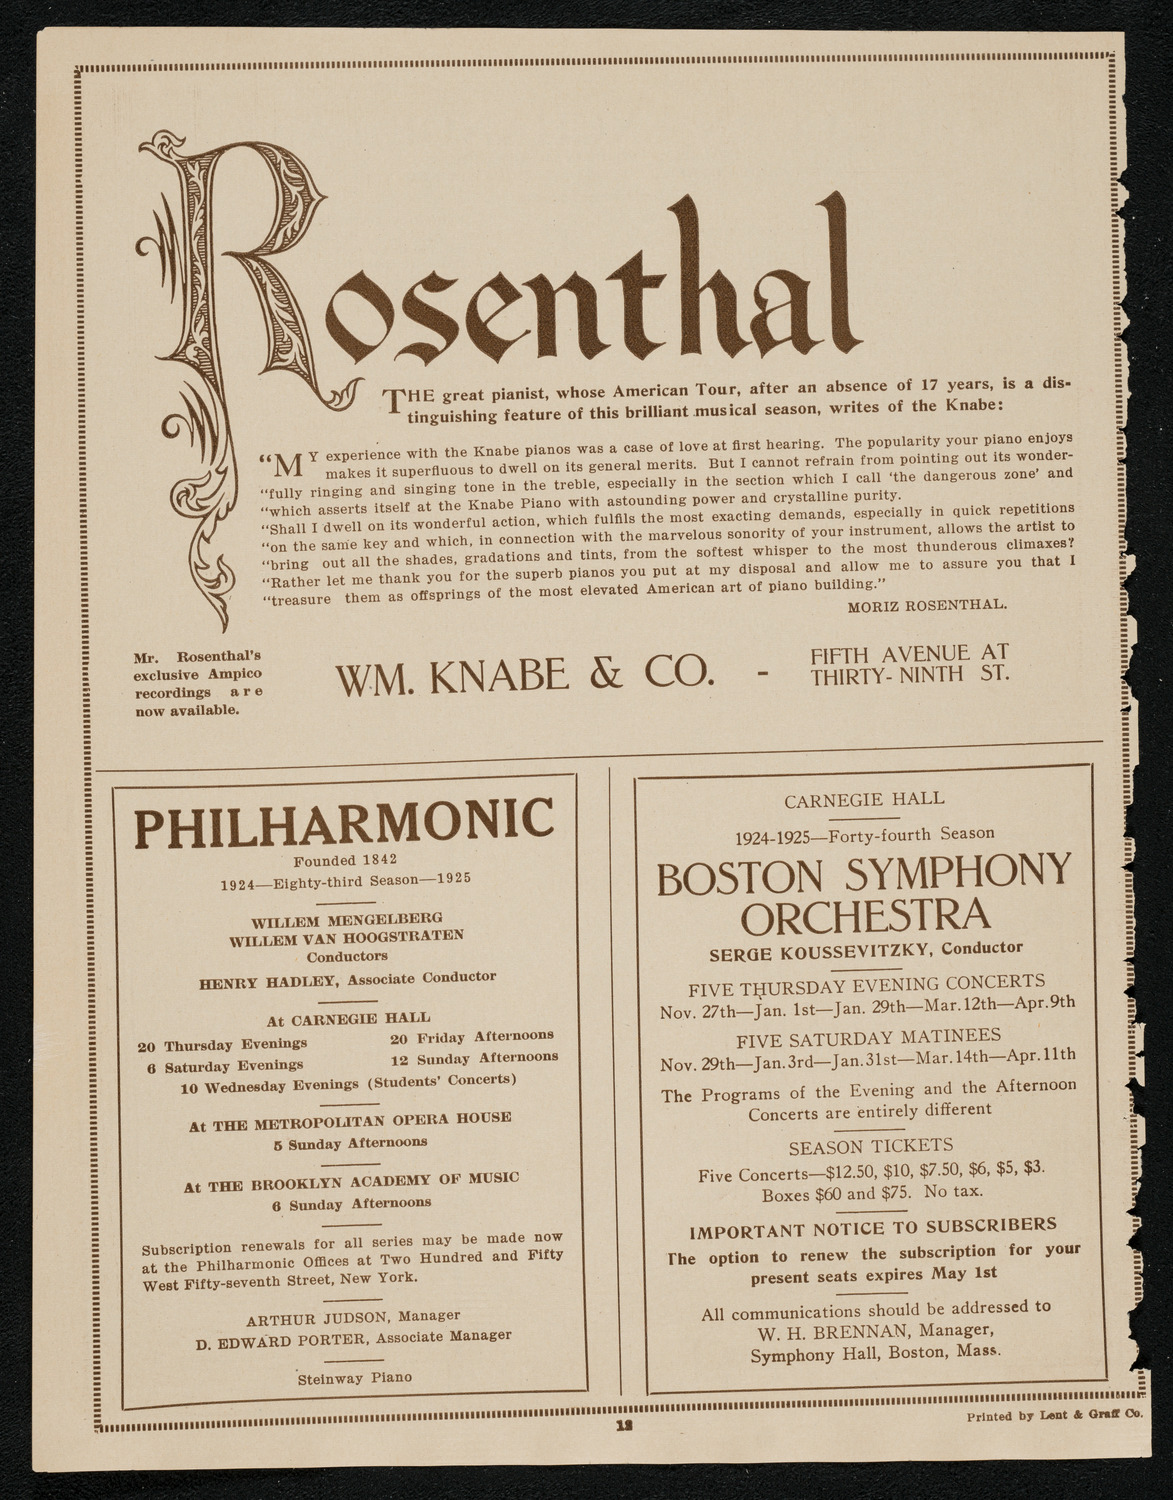 Rosenthal
THE great pianist, whose American Tour, after an absence of 17 years, is a dis-
tinguishing feature of this brilliant musical season, writes of the Knabe:
“MY experience with the Knabe pianos was a case of love at first hearing. The popularity your piano enjoys
makes it superfluous to dwell on its general merits. But I cannot refrain from pointing out its wonder-
“fully ringing and singing tone in the treble, especially in the section which I call ‘the dangerous zone’ and
“which asserts itself at the Knabe Piano with astounding power and crystalline purity.
“Shall I dwell on its wonderful action, which fulfils the most exacting demands, especially in quick repetitions
“on the same key and which, in connection with the marvelous sonority of your instrument, allows the artist to
“bring out all the shades, gradations and tints, from the softest whisper to the most thunderous climaxes?
“Rather let me thank you for the superb pianos you put at my disposal and allow me to assure you that I
“treasure them as offsprings of the most elevated American art of piano building.”
MORIZ ROSENTHAL.
Mr. Rosenthal’s
exclusive Ampico
recordings are
now available.
WM. KNABE & CO. - FIFTH AVENUE AT
THIRTY-NINTH ST.
PHILHARMONIC
Founded 1842
1924—Eighty-third Season—1925
WILLEM MENGELBERG
WILLEM VAN HOOGSTRATEN
Conductors
HENRY HADLEY, Associate Conductor
At CARNEGIE HALL
20 Thursday Evenings 20 Friday Afternoons
6 Saturday Evenings 12 Sunday Afternoons
10 Wednesday Evenings (Students’ Concerts)
At THE METROPOLITAN OPERA HOUSE
5 Sunday Afternoons
At THE BROOKLYN ACADEMY OF MUSIC
6 Sunday Afternoons
Subscription renewals for all series may be made now
at the Philharmonic Offices at Two Hundred and Fifty
West Fifty-seventh Street, New York.
ARTHUR JUDSON, Manager
D. EDWARD PORTER, Associate Manager
Steinway Piano
CARNEGIE HALL
1924-1925—Forty-fourth Season
BOSTON SYMPHONY
ORCHESTRA
SERGE KOUSSEVITZKY, Conductor
FIVE THURSDAY EVENING CONCERTS
Nov. 27th—Jan. 1st—Jan. 29th—Mar. 12th—Apr. 9th
FIVE SATURDAY MATINEES
Nov. 29th—Jan. 3rd—Jan. 31st—Mar. 14th—Apr. 11th
The Programs of the Evening and the Afternoon
Concerts are entirely different
SEASON TICKETS
Five Concerts—$12.50, $10, $7.50, $6, $5, $3.
Boxes $60 and $75. No tax.
IMPORTANT NOTICE TO SUBSCRIBERS
The option to renew the subscription for your
present seats expires May 1st
All communications should be addressed to
W. H. BRENNAN, Manager,
Symphony Hall, Boston, Mass.
12
Printed by Lent & Graff Co.